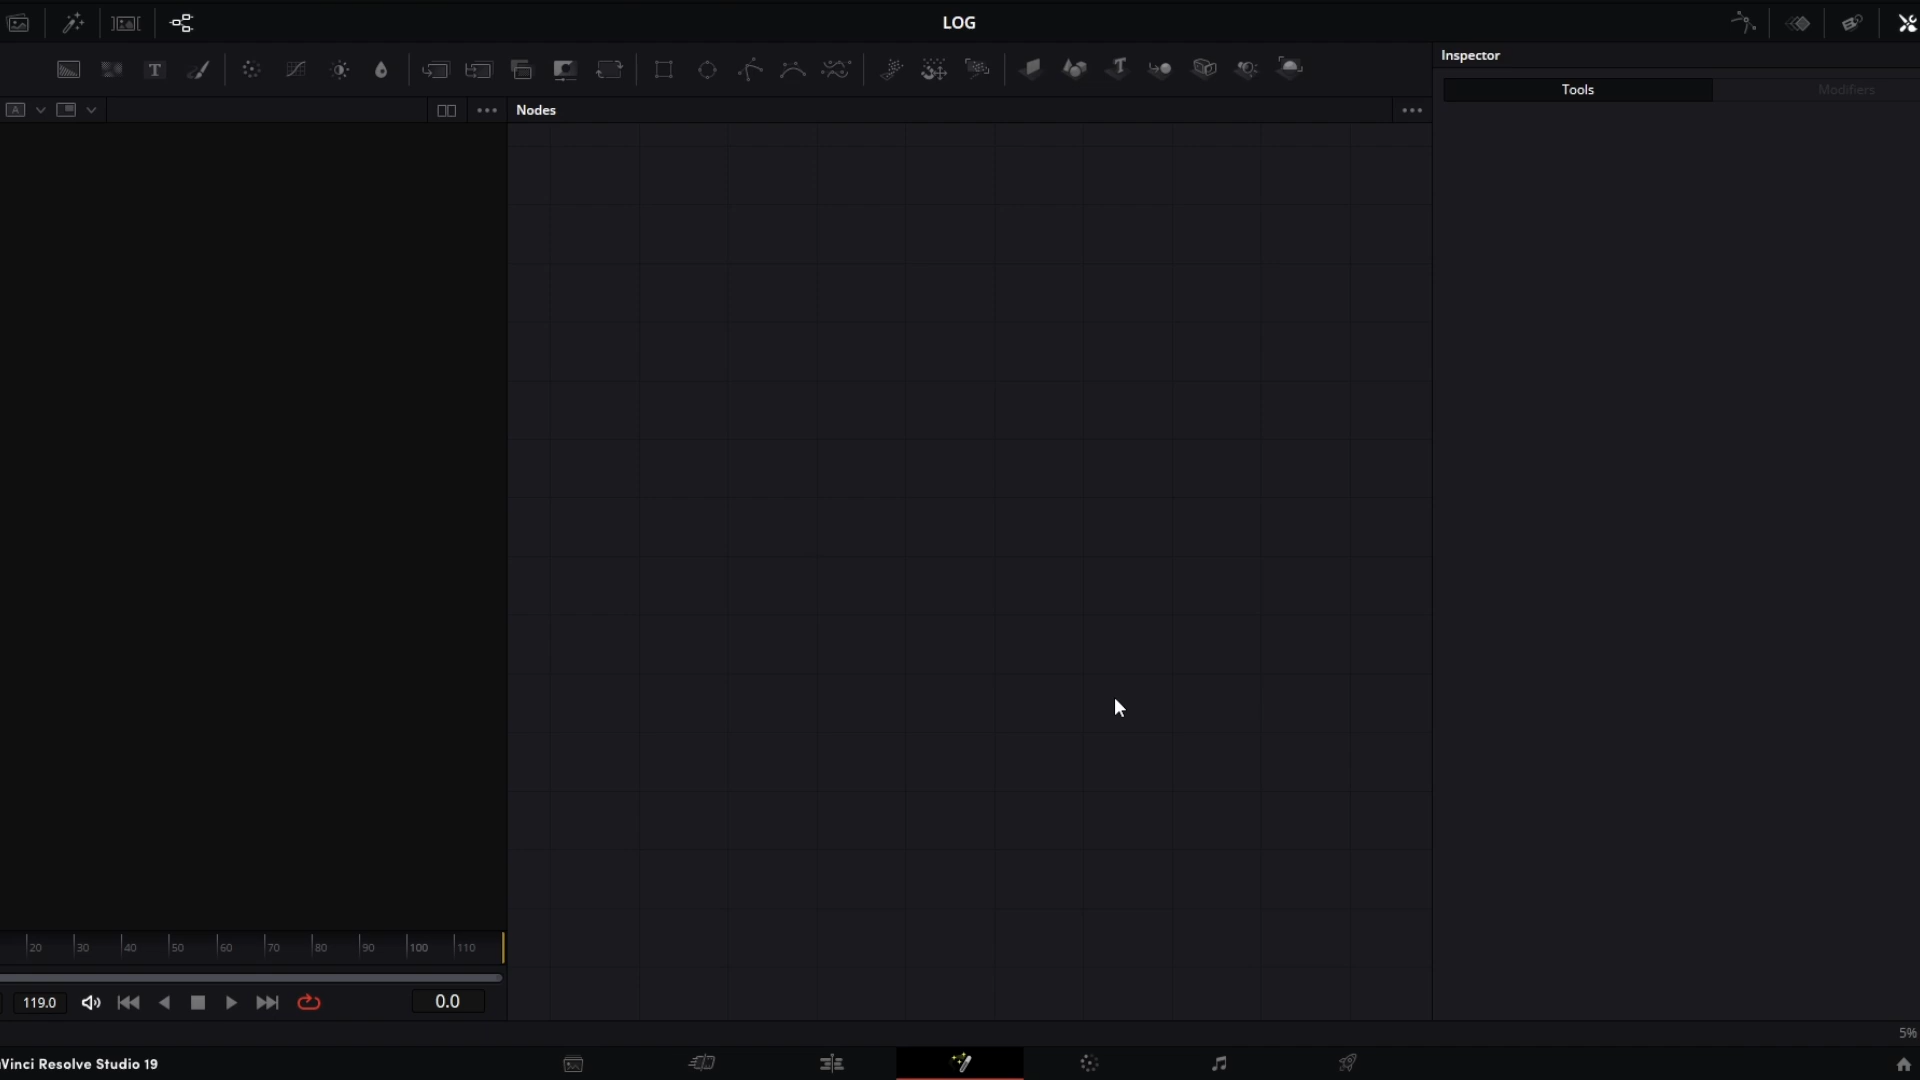 LOG
T
T
Inspector
Tools
Modifiers
A
Nodes
20 30 40 50 60 70 80 90 100 110
119.0
0.0
5%
Vinci Resolve Studio 19